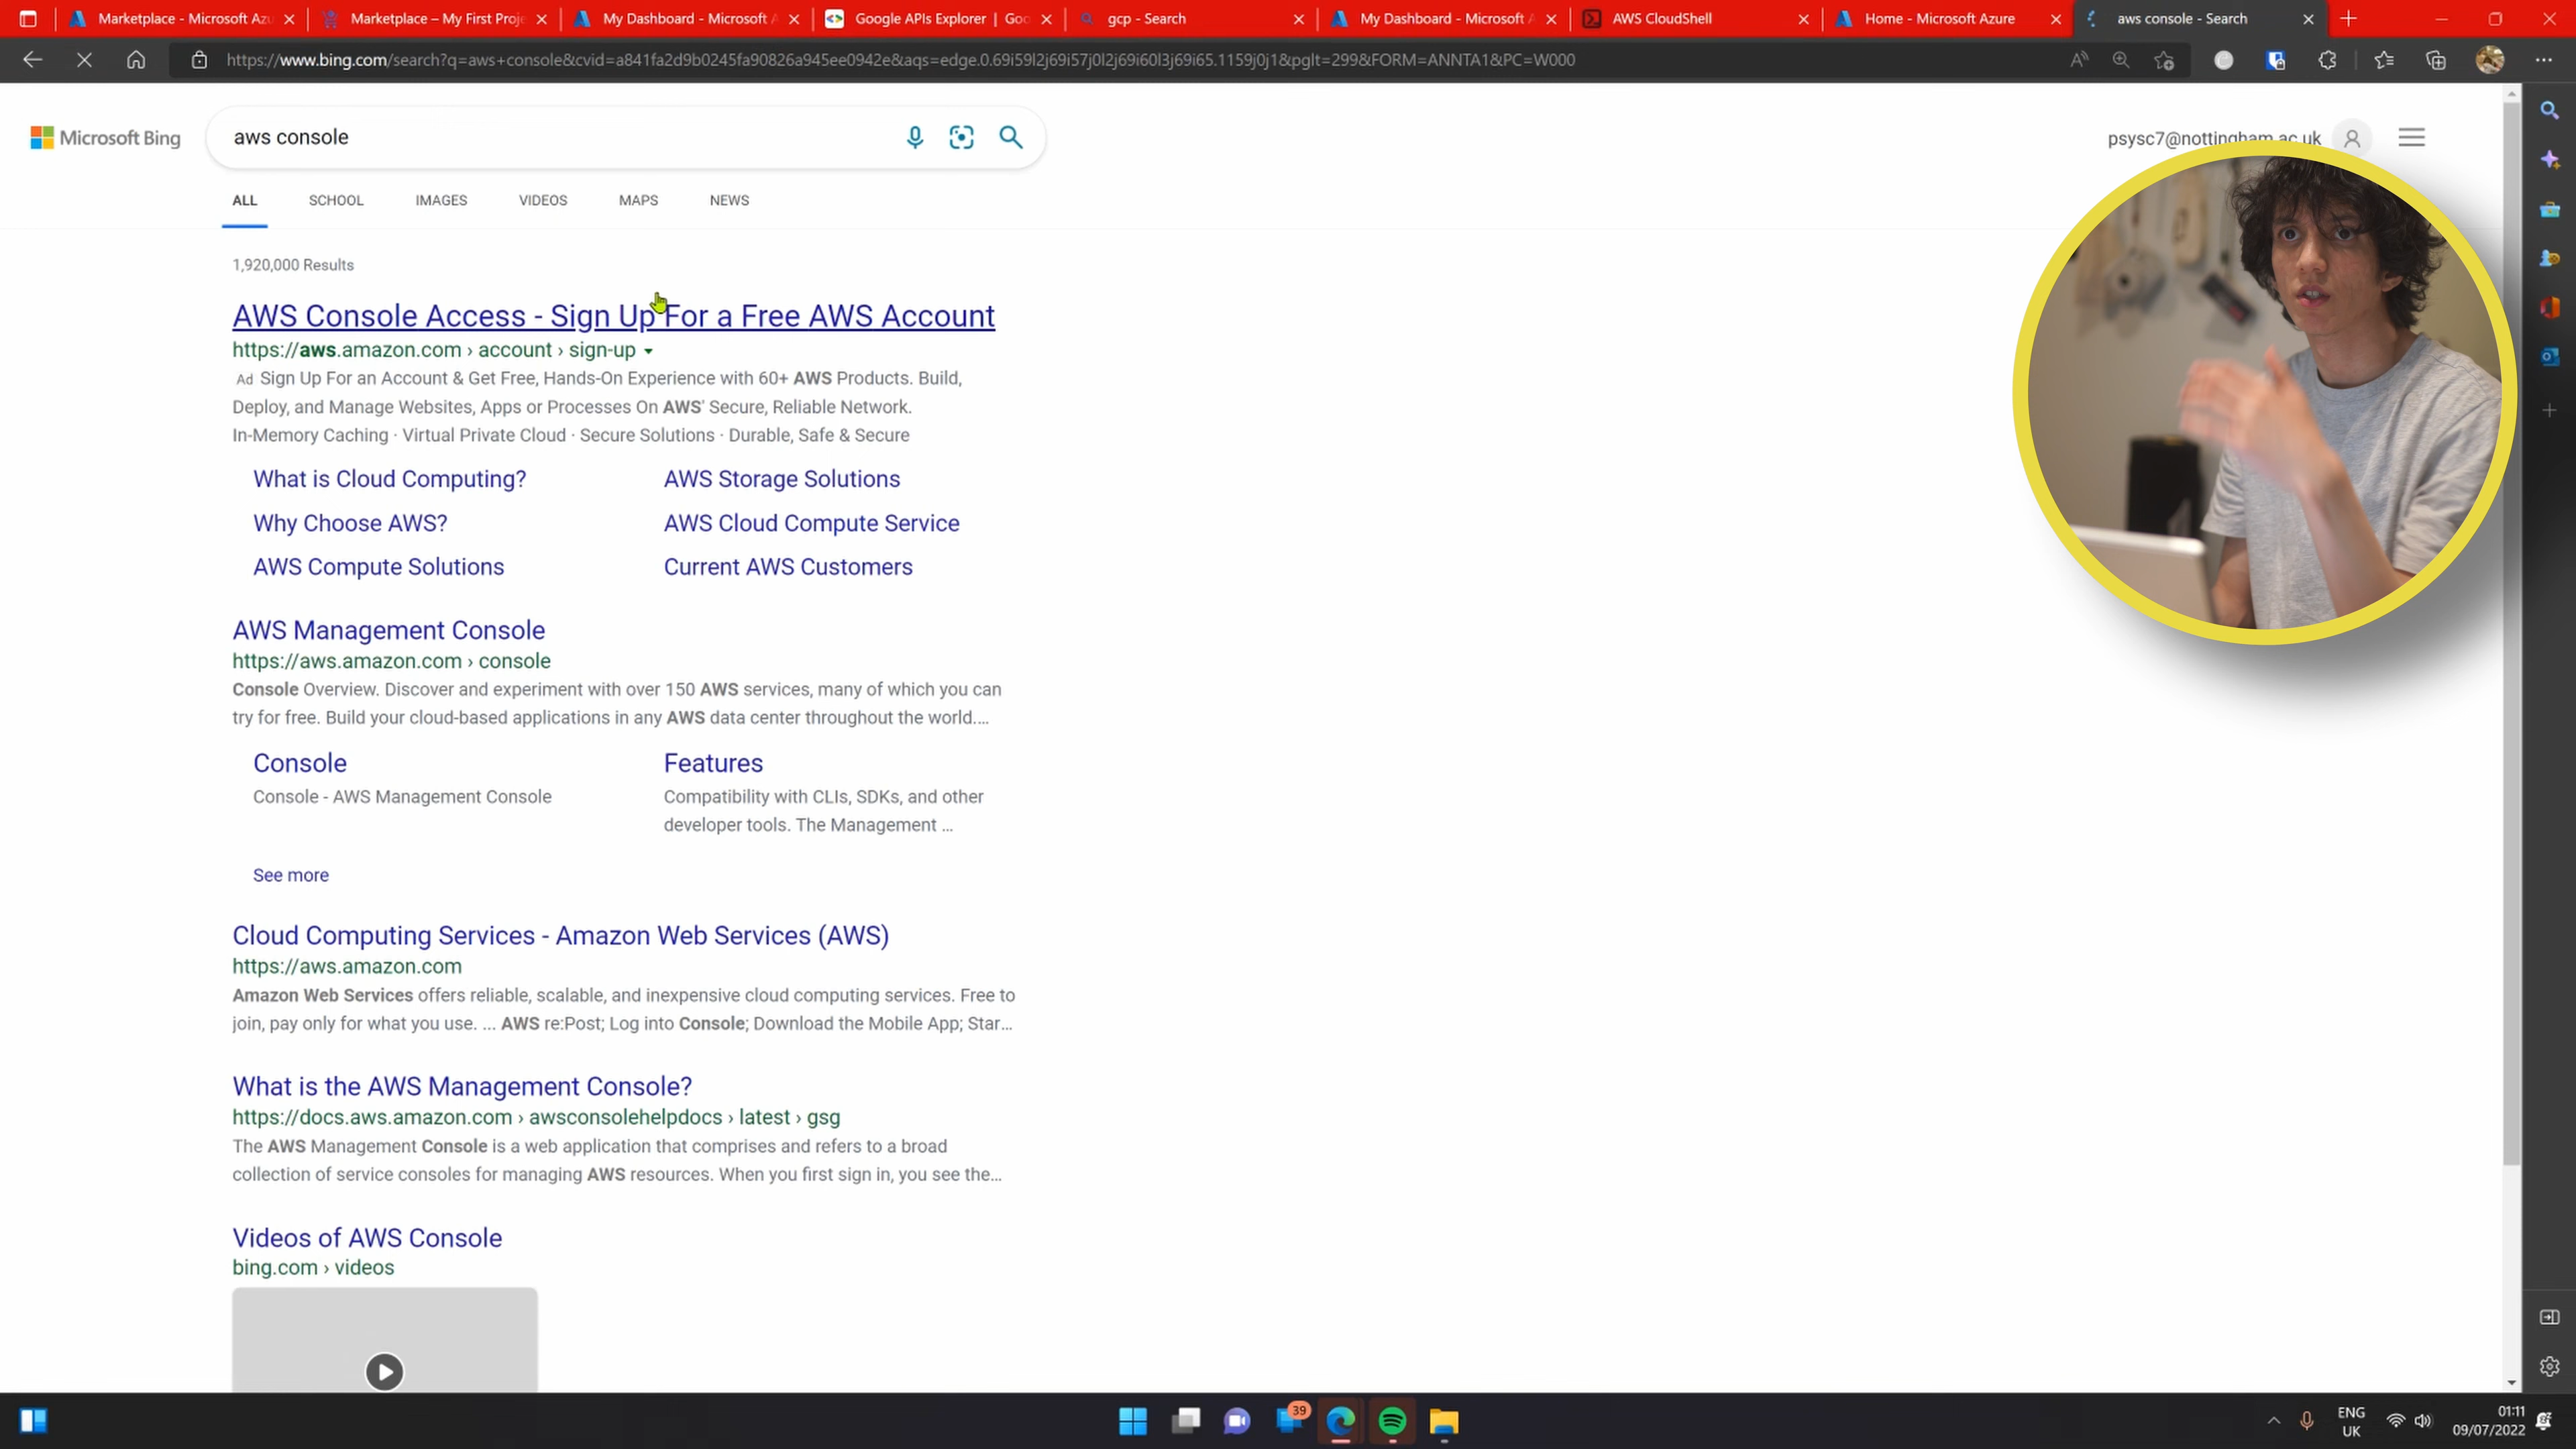 Marketplace - Microsoft Azu
Marketplace – My First Proje
My Dashboard - Microsoft A
Google APIs Explorer | Goo
gcp - Search
My Dashboard - Microsoft A
AWS CloudShell
Home - Microsoft Azure
aws console - Search
https://www.bing.com/search?q=aws+console&cvid=a841fa2d9b0245fa90826a945ee0942e&aqs=edge.0.69i59l2j69i57j0l2j69i60l3j69i65.1159j0j1&pglt=299&FORM=ANNTA1&PC=W000
Microsoft Bing
aws console
psysc7@nottingham.ac.uk
ALL SCHOOL IMAGES VIDEOS MAPS NEWS
1,920,000 Results
AWS Console Access - Sign Up For a Free AWS Account
https://aws.amazon.com › account › sign-up
Ad Sign Up For an Account & Get Free, Hands-On Experience with 60+ AWS Products. Build,
Deploy, and Manage Websites, Apps or Processes On AWS' Secure, Reliable Network.
In-Memory Caching · Virtual Private Cloud · Secure Solutions · Durable, Safe & Secure
What is Cloud Computing? AWS Storage Solutions
Why Choose AWS? AWS Cloud Compute Service
AWS Compute Solutions Current AWS Customers
AWS Management Console
https://aws.amazon.com › console
Console Overview. Discover and experiment with over 150 AWS services, many of which you can
try for free. Build your cloud-based applications in any AWS data center throughout the world....
Console Features
Console - AWS Management Console Compatibility with CLIs, SDKs, and other
developer tools. The Management ...
See more
Cloud Computing Services - Amazon Web Services (AWS)
https://aws.amazon.com
Amazon Web Services offers reliable, scalable, and inexpensive cloud computing services. Free to
join, pay only for what you use. ... AWS re:Post; Log into Console; Download the Mobile App; Star...
What is the AWS Management Console?
https://docs.aws.amazon.com › awsconsolehelpdocs › latest › gsg
The AWS Management Console is a web application that comprises and refers to a broad
collection of service consoles for managing AWS resources. When you first sign in, you see the...
Videos of AWS Console
bing.com › videos
39
ENG
UK
01:11
09/07/2022